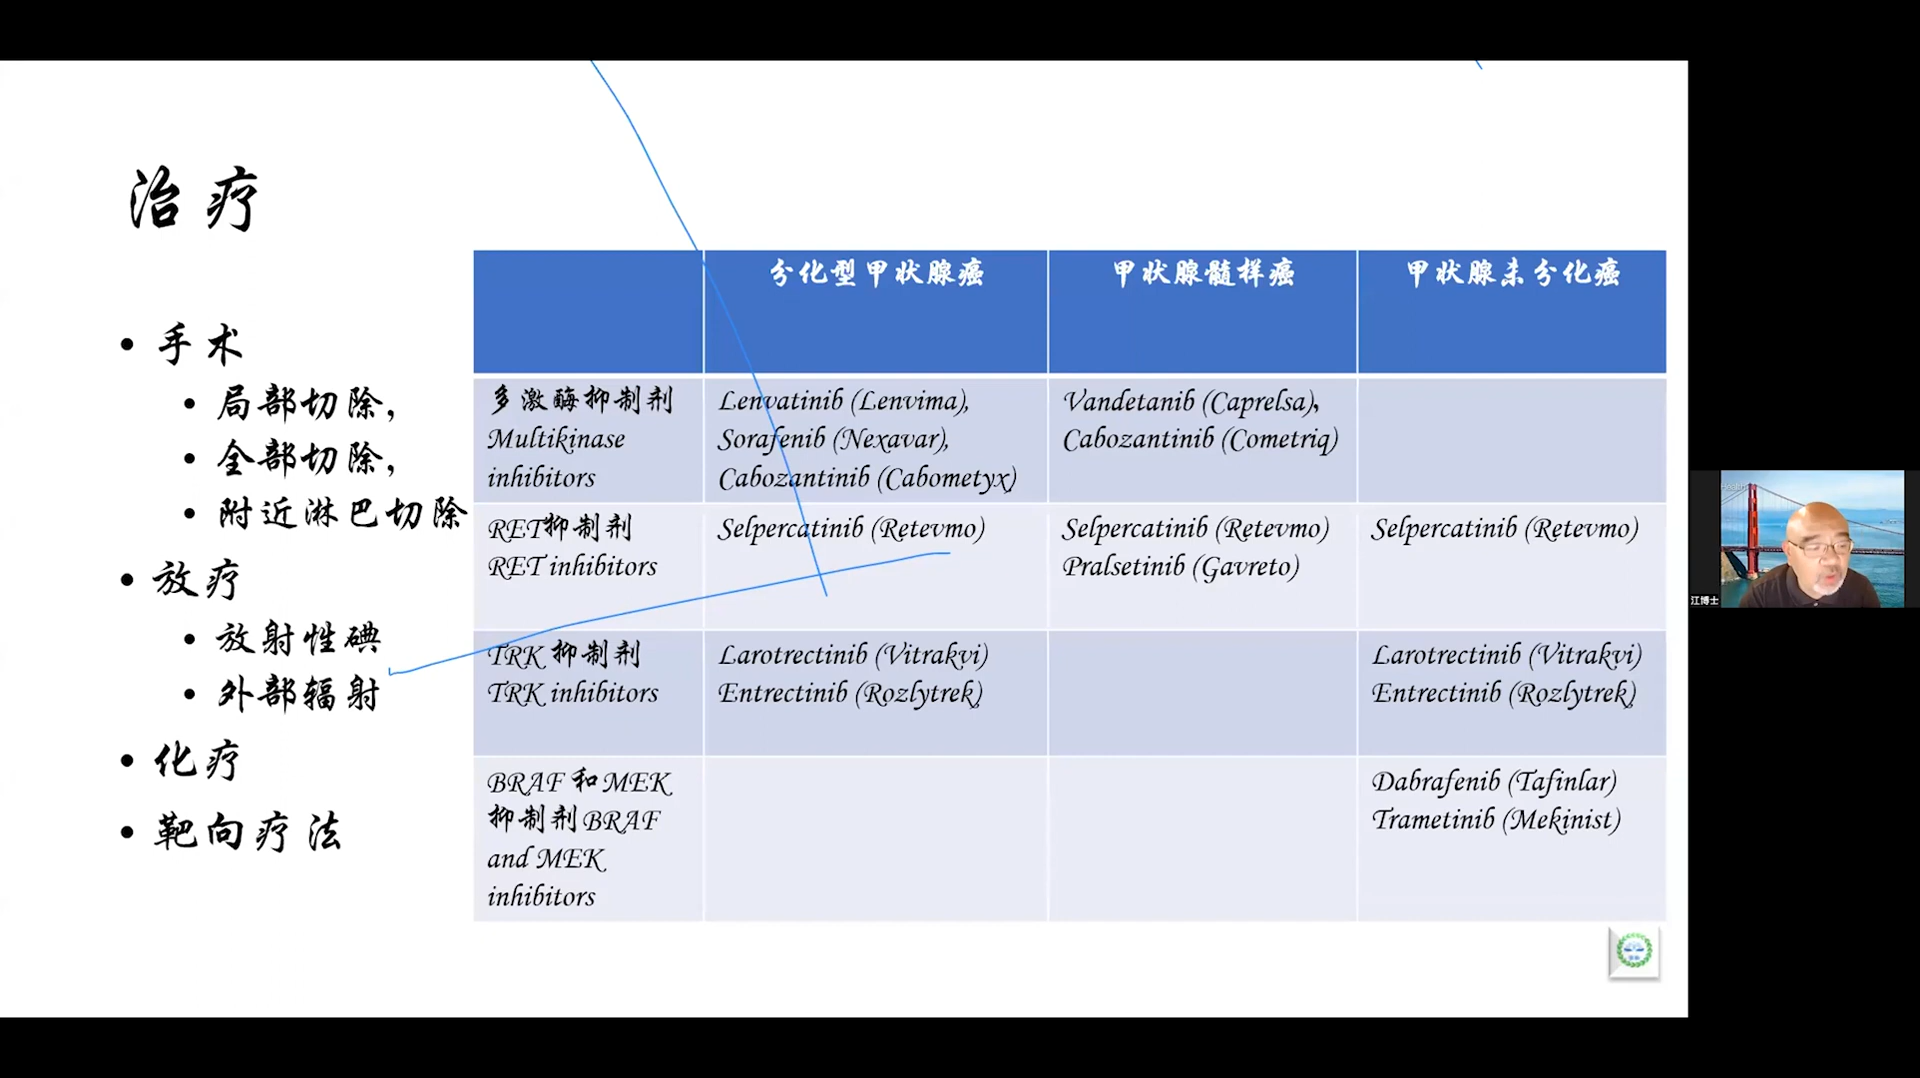 治疗
• 手术
• 局部切除，
• 全部切除，
• 附近淋巴切除
• 放疗
• 放射性碘
• 外部辐射
• 化疗
• 靶向疗法
分化型甲状腺癌
甲状腺髓样癌
甲状腺未分化癌
多激酶抑制剂
Multikinase
inhibitors
Lenvatinib (Lenvima),
Sorafenib (Nexavar),
Cabozantinib (Cabometyx)
Vandetanib (Caprelsa),
Cabozantinib (Cometriq)
RET抑制剂
RET inhibitors
Selpercatinib (Retevmo)
Selpercatinib (Retevmo)
Pralsetinib (Gavreto)
Selpercatinib (Retevmo)
TRK 抑制剂
TRK inhibitors
Larotrectinib (Vitrakvi)
Entrectinib (Rozlytrek)
Larotrectinib (Vitrakvi)
Entrectinib (Rozlytrek)
BRAF 和 MEK
抑制剂 BRAF
and MEK
inhibitors
Dabrafenib (Tafinlar)
Trametinib (Mekinist)
江博士